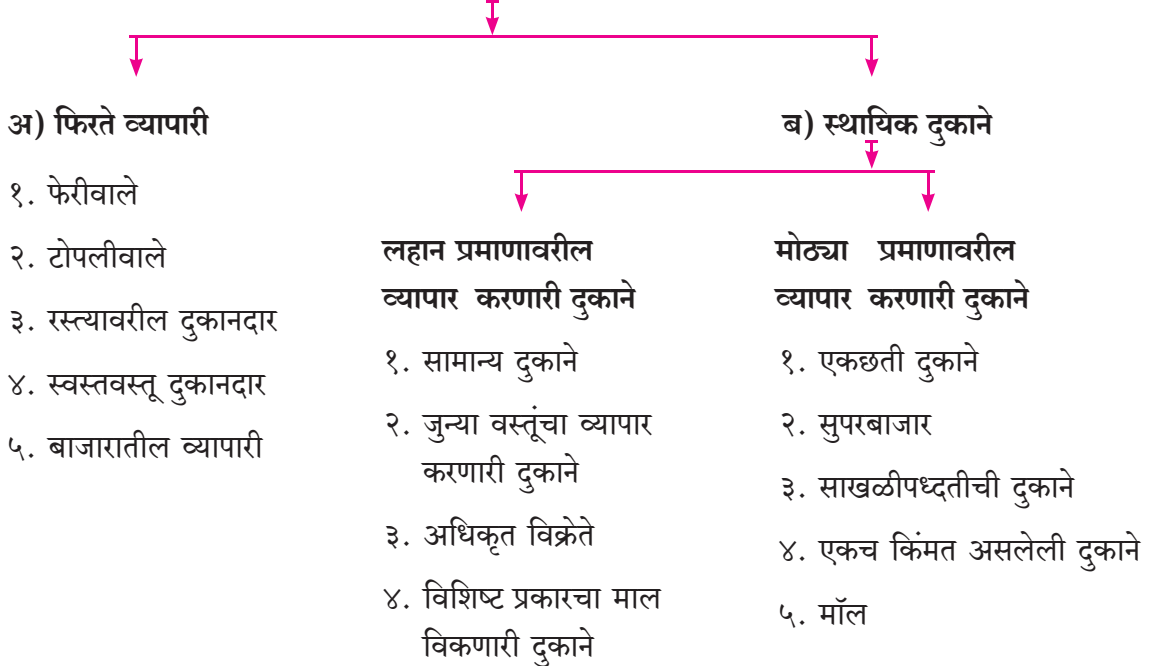 अ) फिरते व्यापारी
१. फेरीवाले
२. टोपलीवाले
३. रस्त्यावरील दुकानदार
४. स्वस्तवस्तू दुकानदार
५. बाजारातील व्यापारी
ब) स्थायिक दुकाने
लहान प्रमाणावरील
व्यापार करणारी दुकाने
१. सामान्य दुकाने
२. जुन्या वस्तूंचा व्यापार
करणारी दुकाने
३. अधिकृत विक्रेते
४. विशिष्ट प्रकारचा माल
विकणारी दुकाने
मोठ्या प्रमाणावरील
व्यापार करणारी दुकाने
१. एकछती दुकाने
२. सुपरबाजार
३. साखळीपध्दतीची दुकाने
४. एकच किंमत असलेली दुकाने
५. मॉल